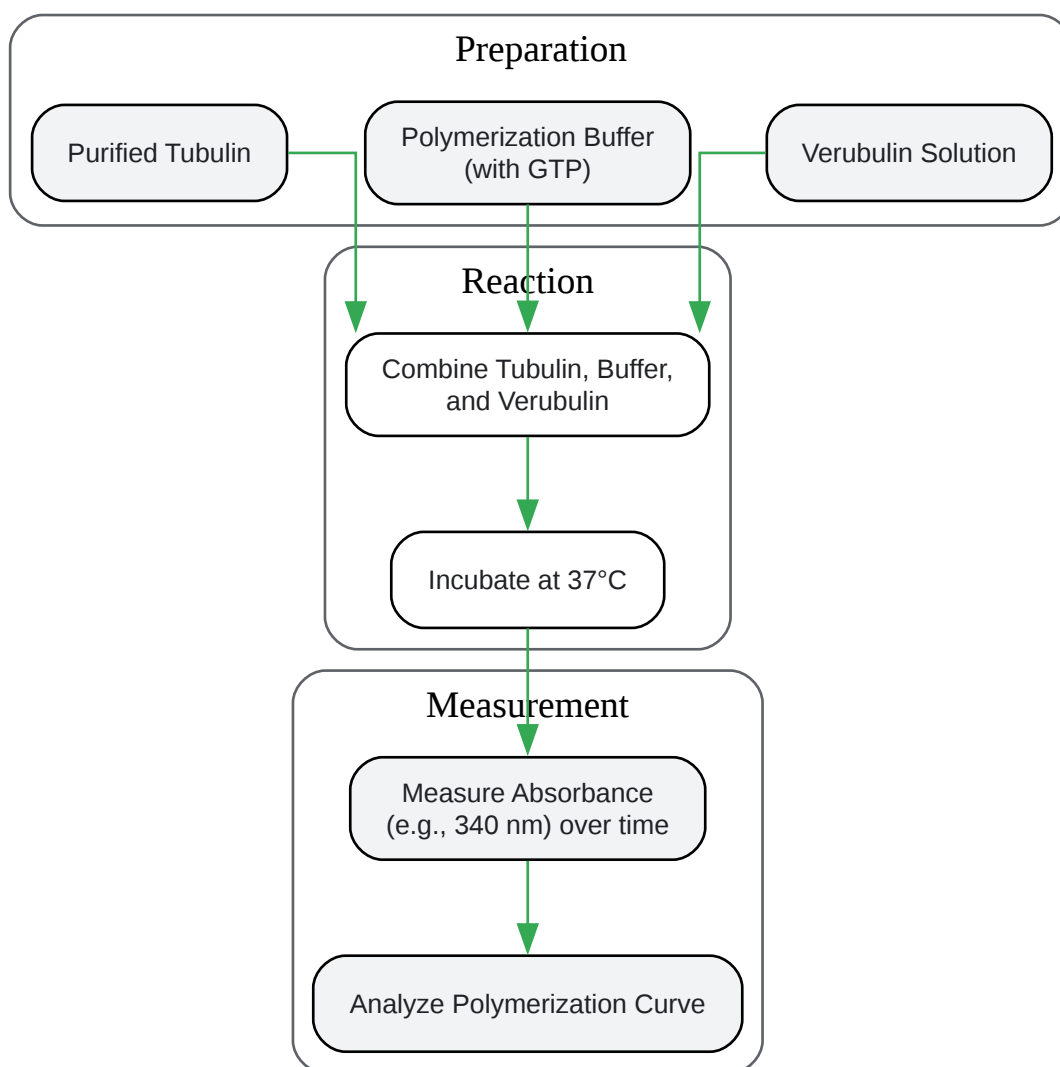 Preparation
Purified Tubulin
Polymerization Buffer
(with GTP)
Verubulin Solution
Reaction
Combine Tubulin, Buffer,
and Verubulin
Incubate at 37°C
Measurement
Measure Absorbance
(e.g., 340 nm) over time
Analyze Polymerization Curve